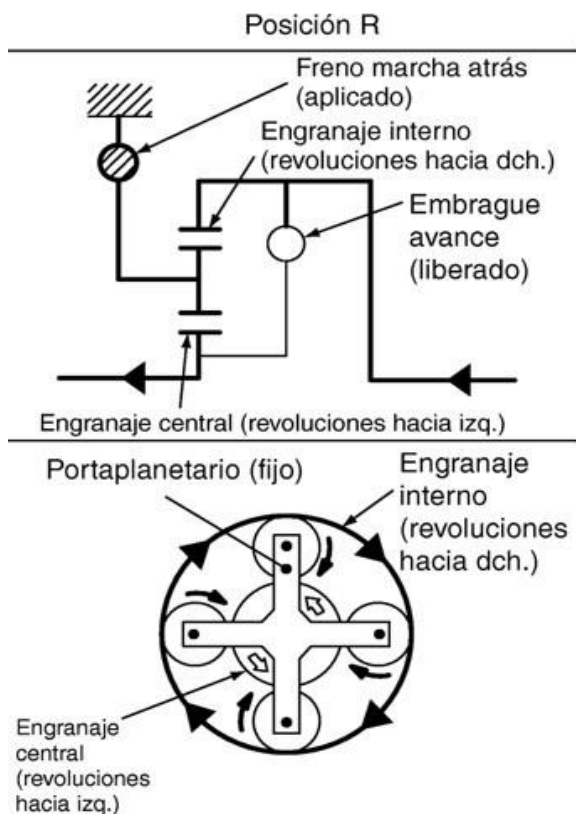 Posición R
Freno marcha atrás
(aplicado)
Engranaje interno
(revoluciones hacia dch.)
Embrague
avance
(liberado)
Engranaje central (revoluciones hacia izq.)
Portaplanetario (fijo)
Engranaje
interno
(revoluciones
hacia dch.)
Engranaje
central
(revoluciones
hacia izq.)